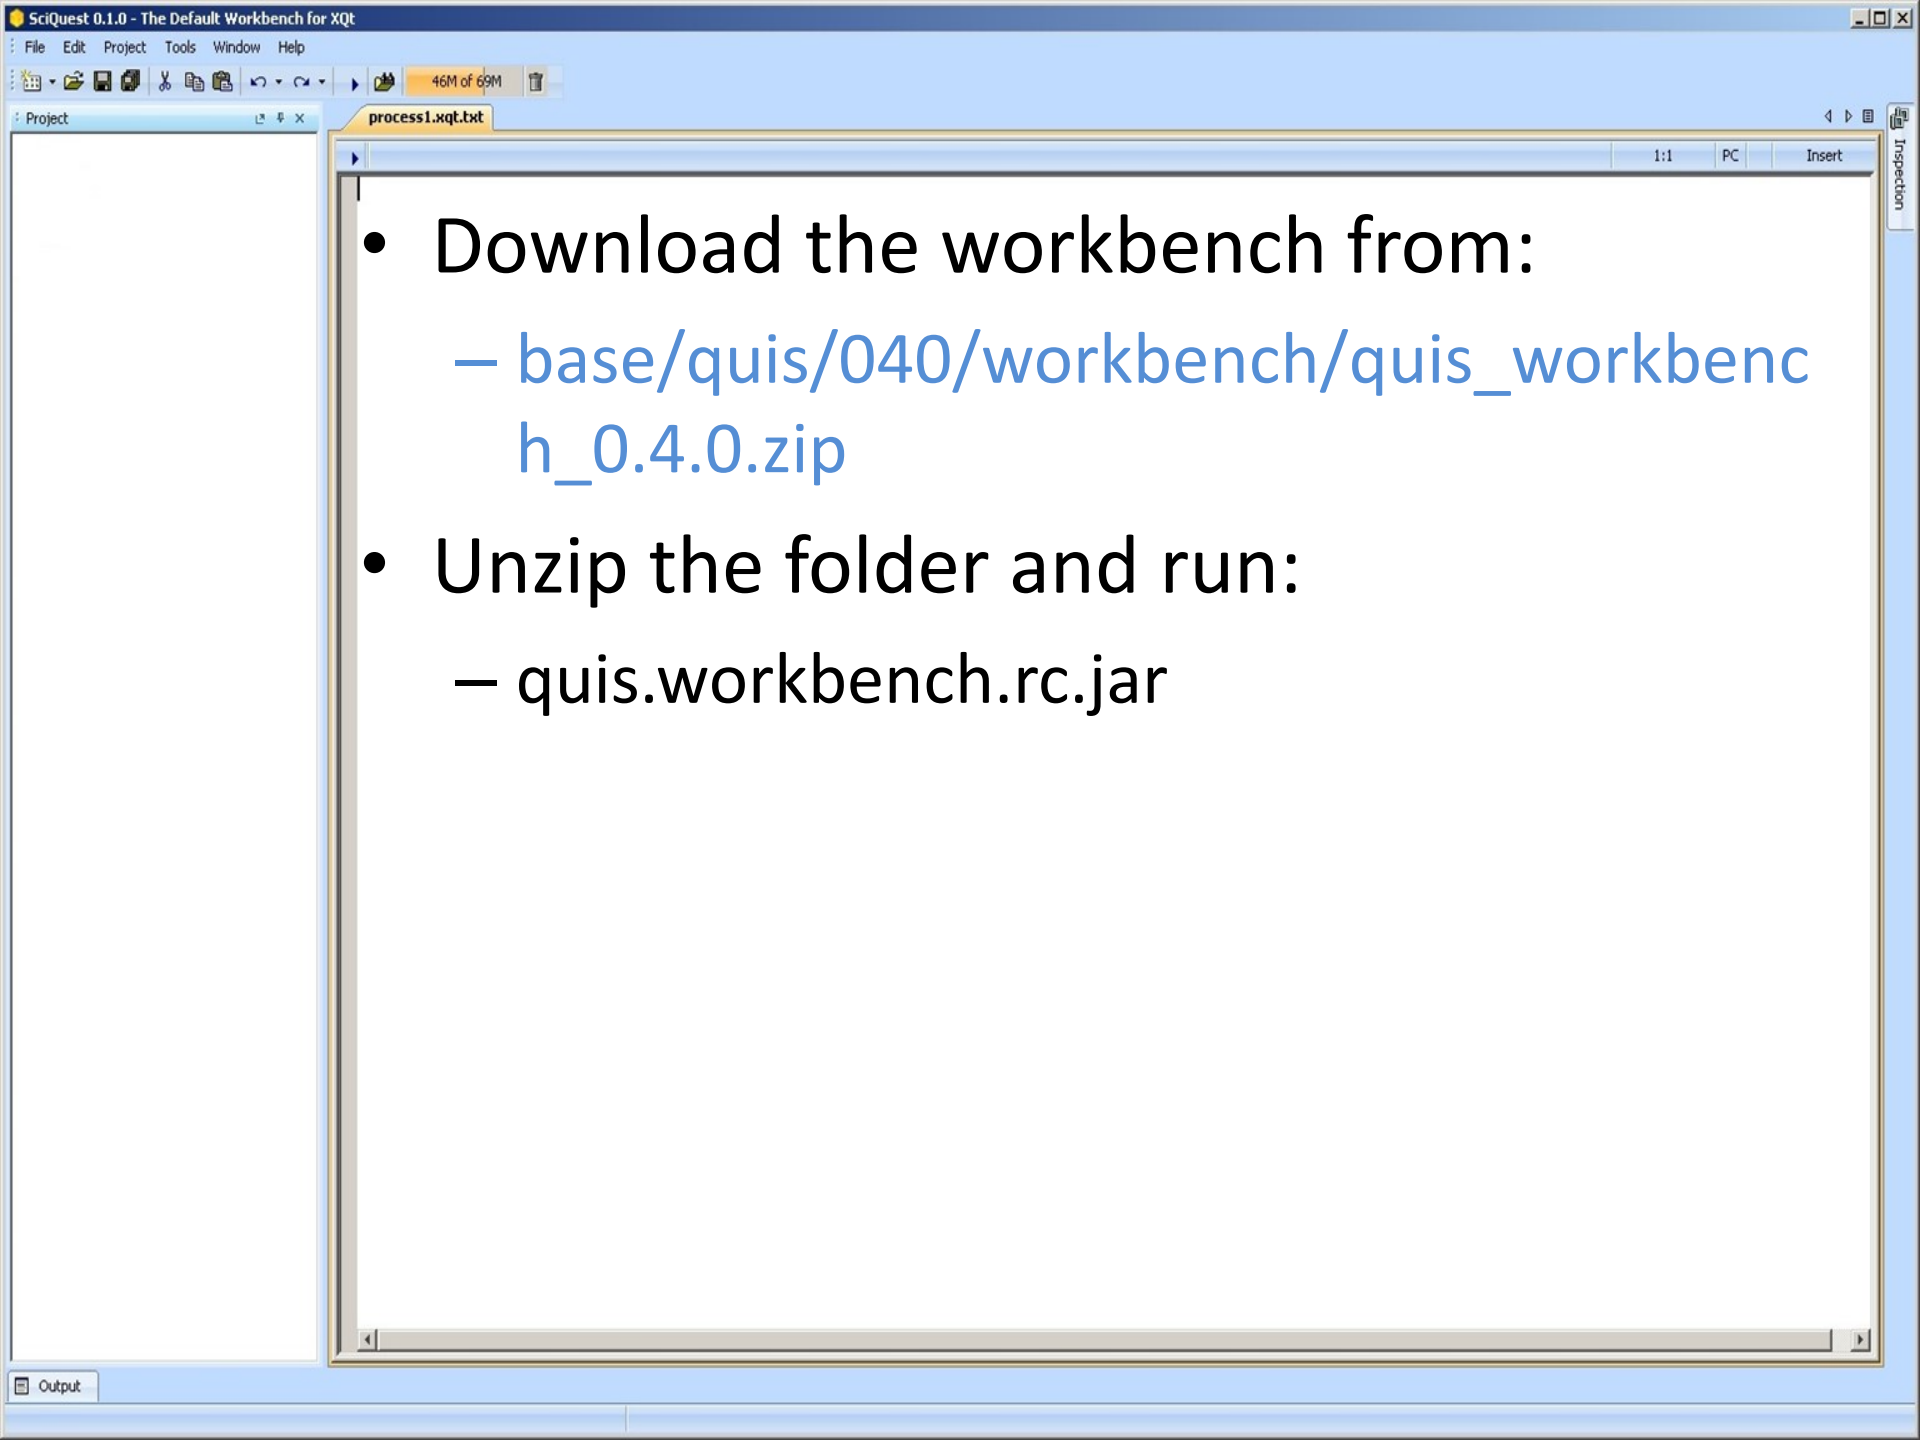 SciQuest 0.1.0 - The Default Workbench for XQt
File Edit Project Tools Window Help
46M of 69M
Project
process1.xqt.txt
1:1 PC Insert
Inspection
• Download the workbench from:
– base/quis/040/workbench/quis_workbenc
h_0.4.0.zip
• Unzip the folder and run:
– quis.workbench.rc.jar
Output